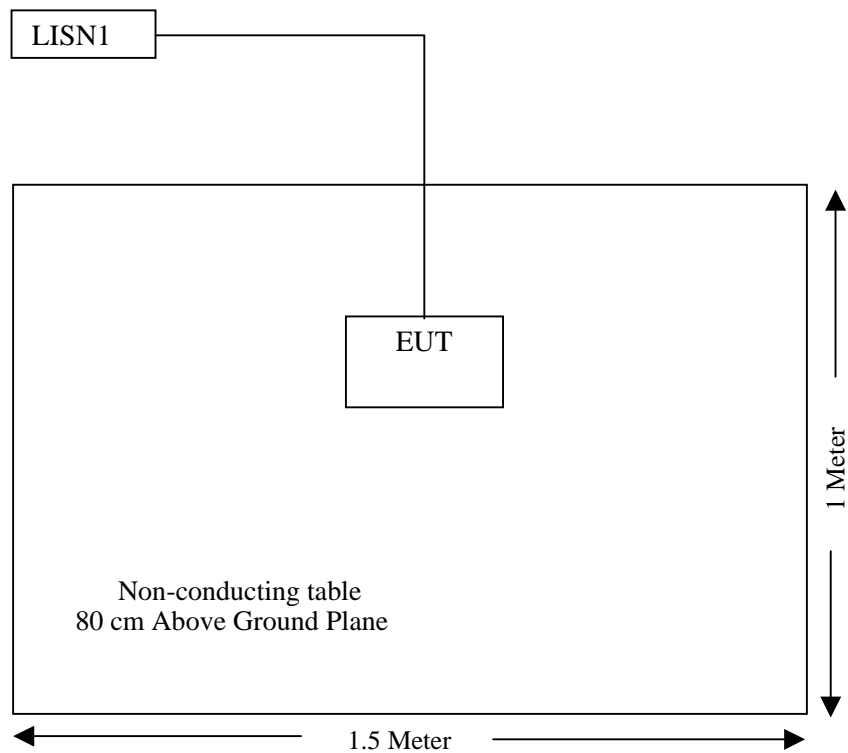 LISN1
EUT
1 Meter
Non-conducting table
80 cm Above Ground Plane
1.5 Meter